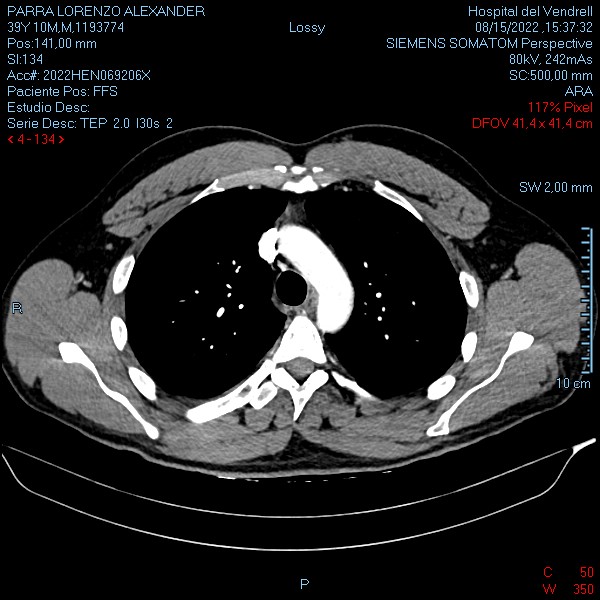 PARRA LORENZO ALEXANDER
39Y 10M,M,1193774
Pos:141,00 mm
SI:134
Acc#: 2022HEN069206X
Paciente Pos: FFS
Estudio Desc:
Serie Desc: TEP 2.0 I30s 2
< 4 - 134 >
Lossy
Hospital del Vendrell
08/15/2022 ,15:37:32
SIEMENS SOMATOM Perspective
80kV, 242mAs
SC:500,00 mm
ARA
117% Pixel
DFOV 41,4 x 41,4 cm
SW 2,00 mm
R
10 cm
P
C 50
W 350